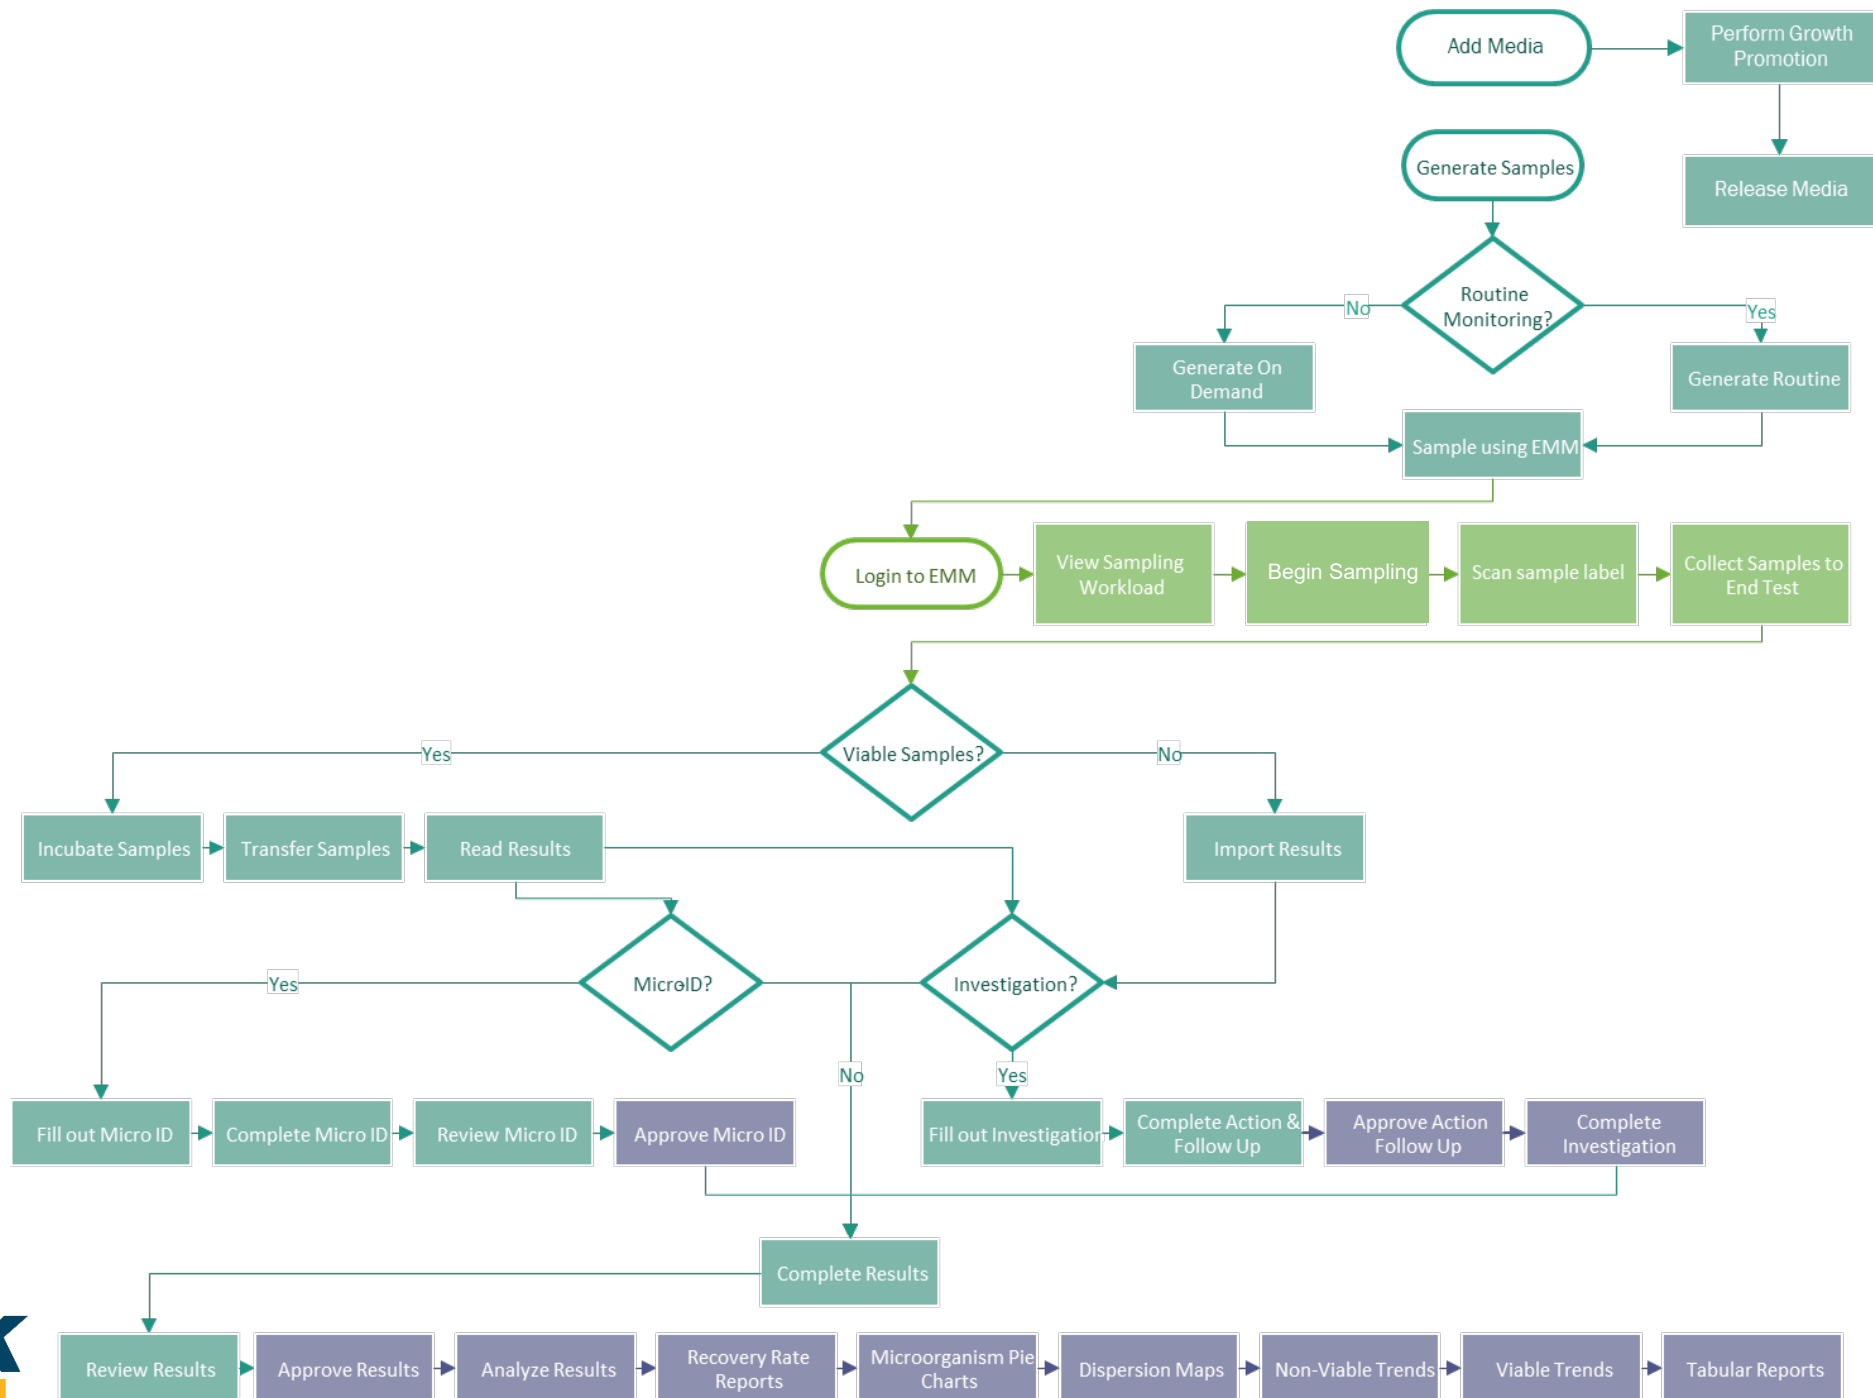 Add Media
Perform Growth
Promotion
Generate Samples
Release Media
Routine
Monitoring?
No
Yes
Generate On
Demand
Generate Routine
Sample using EMM
Login to EMM
View Sampling
Workload
Begin Sampling
Scan sample label
Collect Samples to
End Test
Viable Samples?
Yes
No
Incubate Samples
Transfer Samples
Read Results
Import Results
MicroID?
Investigation?
Yes
No
Yes
Fill out Micro ID
Complete Micro ID
Review Micro ID
Approve Micro ID
Fill out Investigation
Complete Action &
Follow Up
Approve Action
Follow Up
Complete
Investigation
Complete Results
Review Results
Approve Results
Analyze Results
Recovery Rate
Reports
Microorganism Pie
Charts
Dispersion Maps
Non-Viable Trends
Viable Trends
Tabular Reports